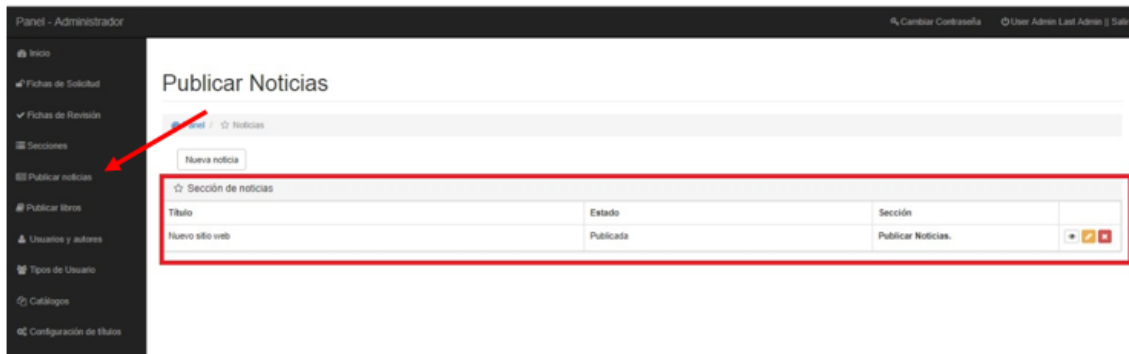 Panel - Administrador
Cambiar Contraseña
User Admin Last Admin || Sali
Inicio
Fichas de Solicitud
Fichas de Revisión
Secciones
Publicar noticias
Publicar libros
Usuarios y autores
Tipos de Usuario
Catálogos
Configuración de títulos
Publicar Noticias
Panel / Noticias
Nueva noticia
Sección de noticias
Título Estado Sección
Nuevo sitio web Publicada Publicar Noticias.